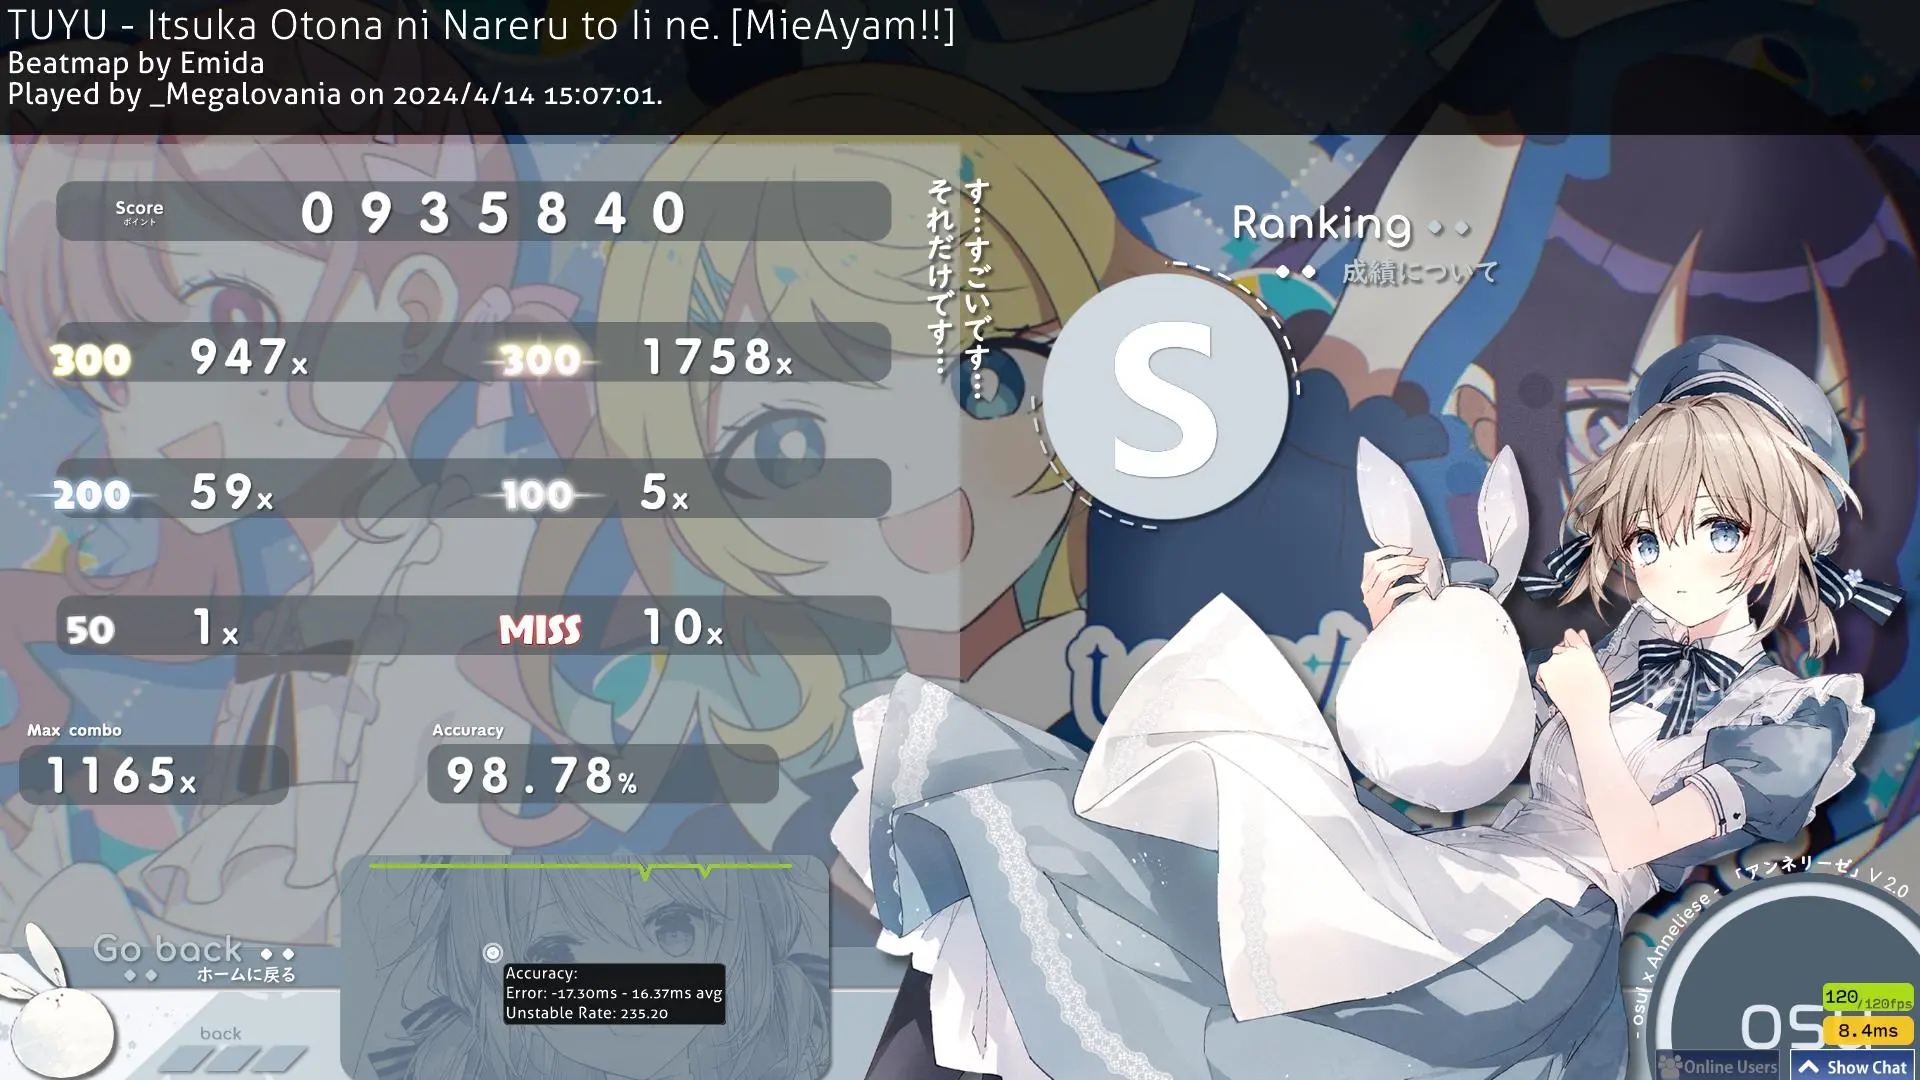 TUYU - Itsuka Otona ni Nareru to Ii ne. [MieAyam!!]
Beatmap by Emida
Played by _Megalovania on 2024/4/14 15:07:01.
Score
ポイント
0935840
す…すごいです…
それだけです…
Ranking
成績について
S
300 947x 300 1758x
200 59x 100 5x
50 1x MISS 10x
Max combo
1165x
Accuracy
98.78%
Replay
Go back
ホームに戻る
back
Accuracy:
Error: -17.30ms - 16.37ms avg
Unstable Rate: 235.20
- osu! x Anneliese - 「アンネリーゼ」 V 2.0
120/120fps
8.4ms
Online Users
Show Chat